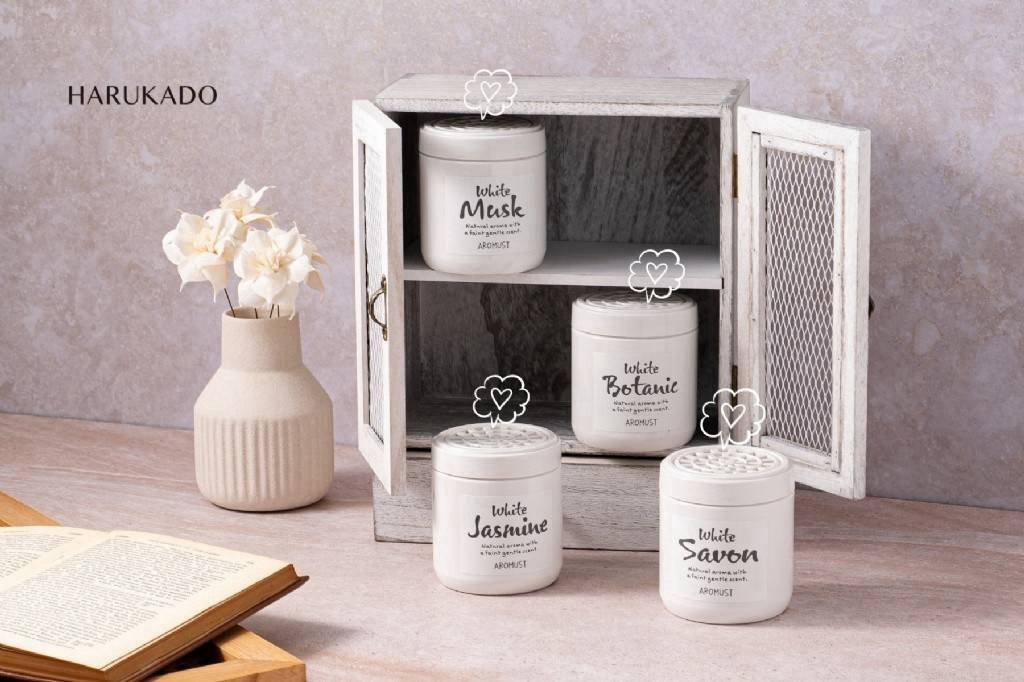 HARUKADO
White
Musk
Natural aroma with
a faint gentle scent.
AROMUST
White
Botanic
Natural aroma with
a faint gentle scent.
AROMUST
White
Jasmine
Natural aroma with
a faint gentle scent.
AROMUST
White
Savon
Natural aroma with
a faint gentle scent.
AROMUST